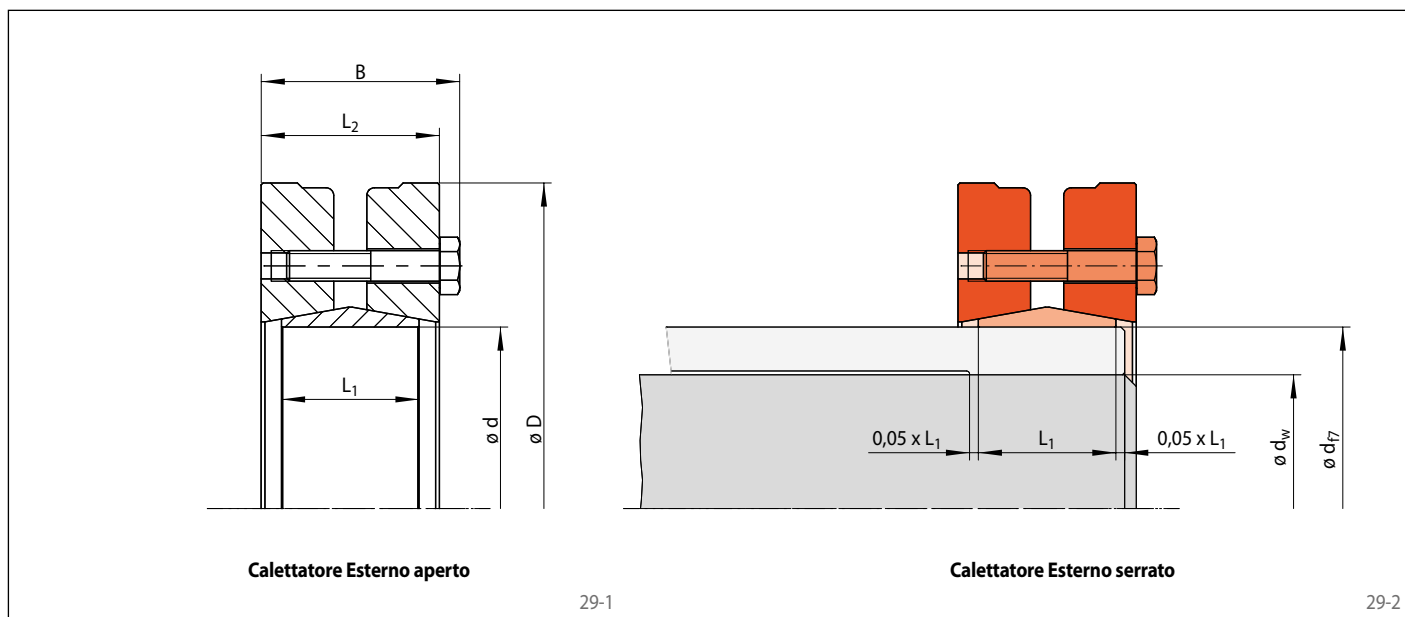 B
L2
L1
ø d
ø D
0,05 x L1
L1
0,05 x L1
ø dw
ø df7
Calettatore Esterno aperto
Calettatore Esterno serrato
29-1
29-2